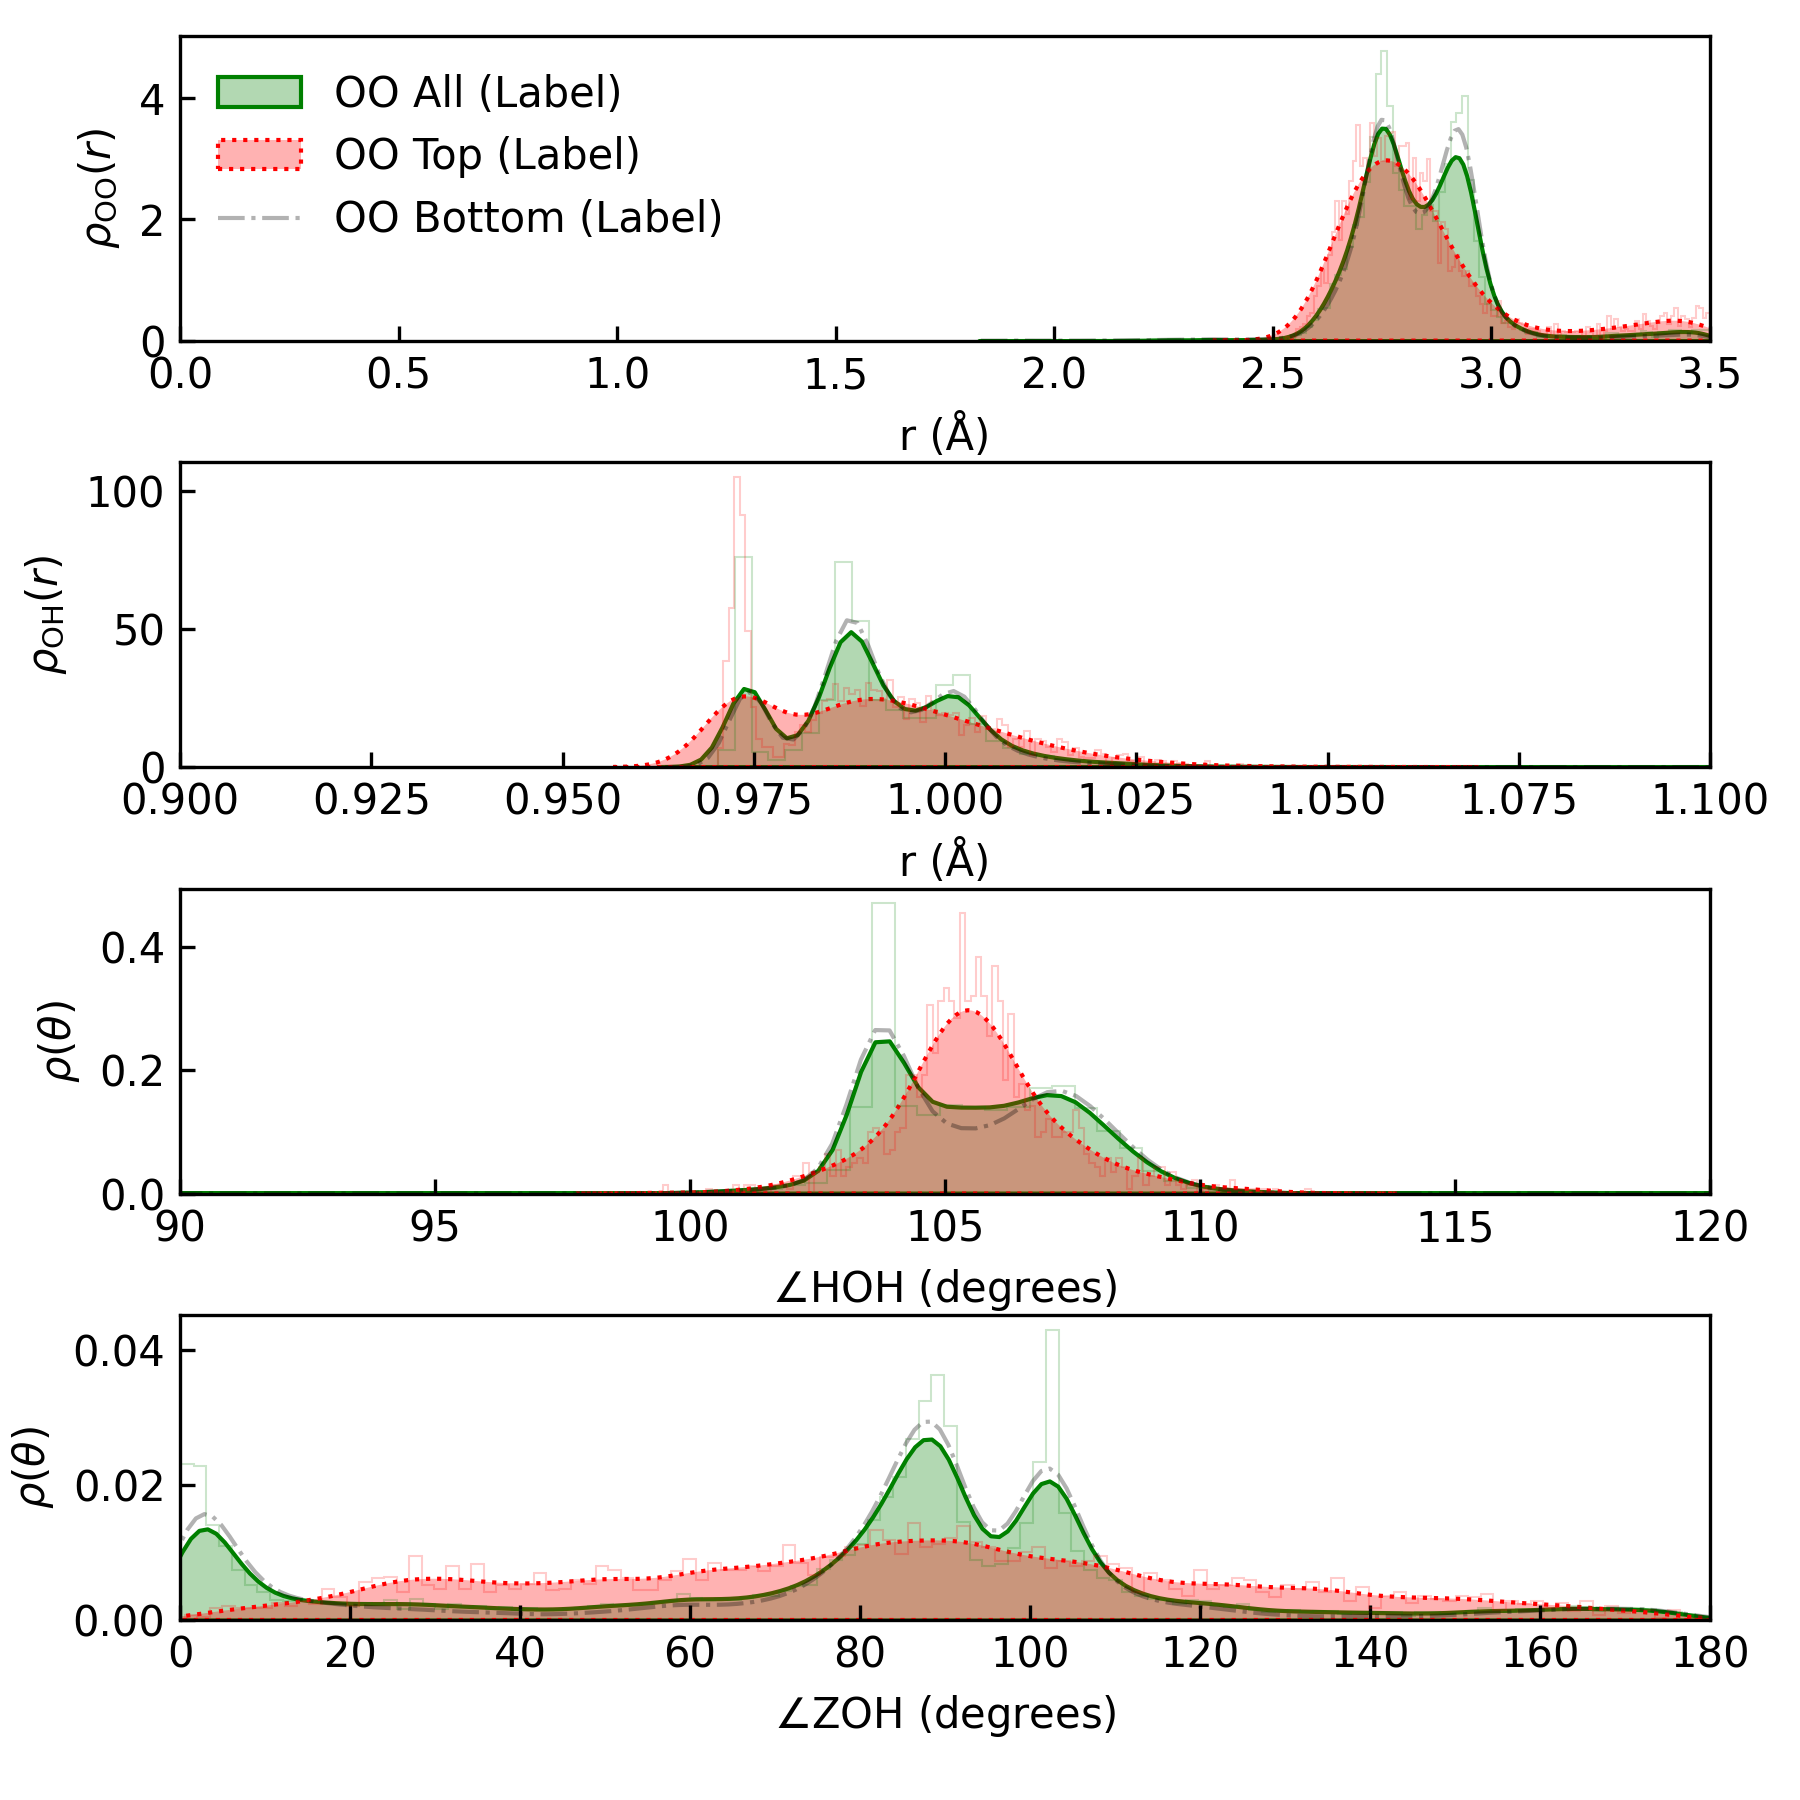 OO All (Label)
OO Top (Label)
OO Bottom (Label)
ρOO(r)
4
2
0
0.0 0.5 1.0 1.5 2.0 2.5 3.0 3.5
r (Å)
ρOH(r)
100
50
0
0.900 0.925 0.950 0.975 1.000 1.025 1.050 1.075 1.100
r (Å)
ρ(θ)
0.4
0.2
0.0
90 95 100 105 110 115 120
∠HOH (degrees)
ρ(θ)
0.04
0.02
0.00
0 20 40 60 80 100 120 140 160 180
∠ZOH (degrees)